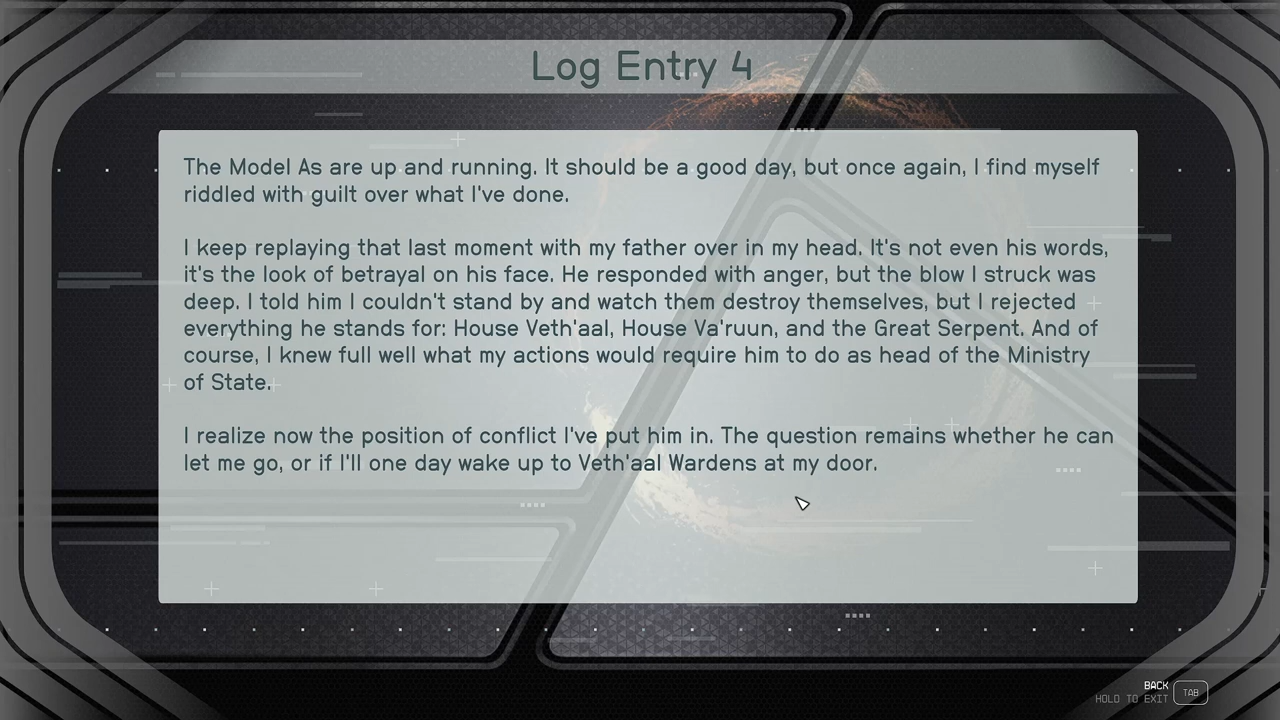 Log Entry 4
The Model As are up and running. It should be a good day, but once again, I find myself
riddled with guilt over what I've done.
I keep replaying that last moment with my father over in my head. It's not even his words,
it's the look of betrayal on his face. He responded with anger, but the blow I struck was
deep. I told him I couldn't stand by and watch them destroy themselves, but I rejected
everything he stands for: House Veth'aal, House Va'ruun, and the Great Serpent. And of
course, I knew full well what my actions would require him to do as head of the Ministry
of State.
I realize now the position of conflict I've put him in. The question remains whether he can
let me go, or if I'll one day wake up to Veth'aal Wardens at my door.
BACK
HOLD TO EXIT TAB